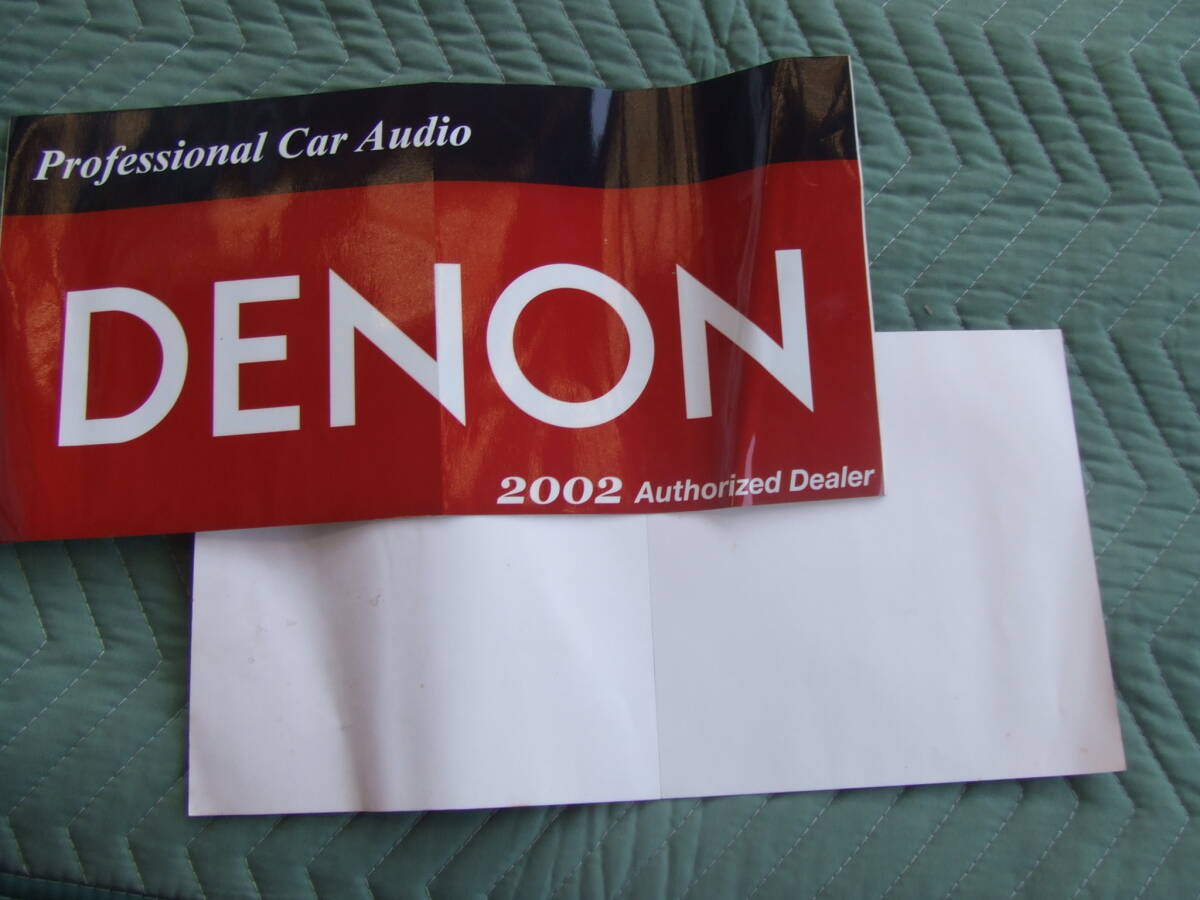 Professional Car Audio
DENON
2002 Authorized Dealer